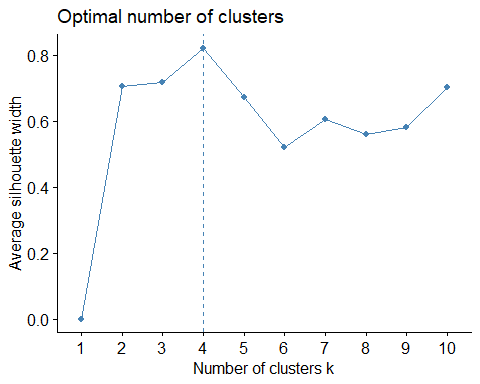 Optimal number of clusters
Average silhouette width
0.8
0.6
0.4
0.2
0.0
1 2 3 4 5 6 7 8 9 10
Number of clusters k